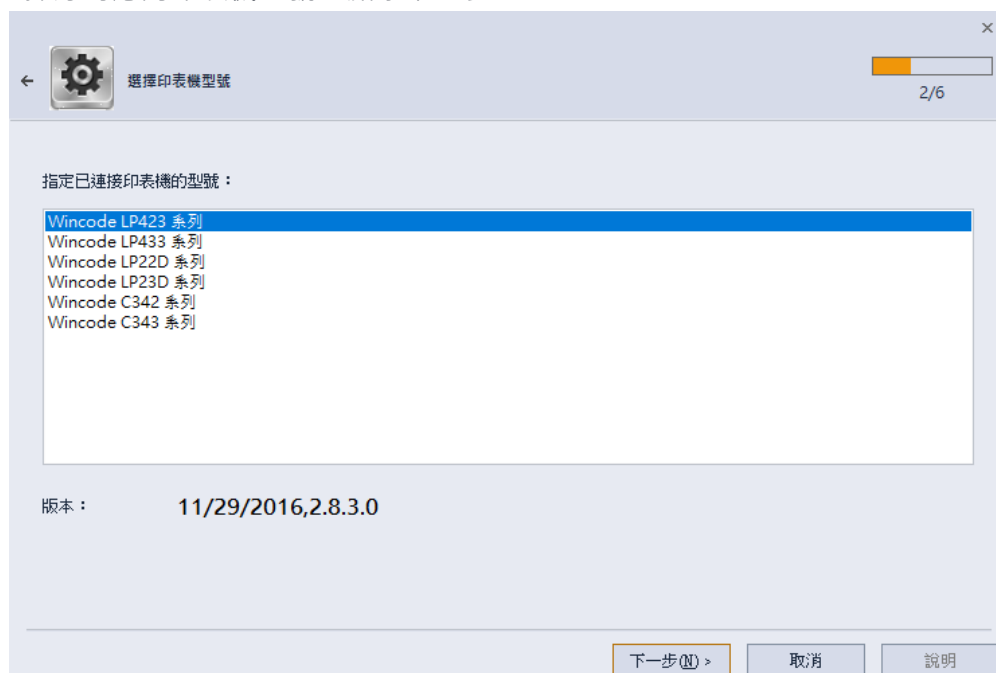 選擇印表機型號
2/6
指定已連接印表機的型號：
Wincode LP423 系列
Wincode LP433 系列
Wincode LP22D 系列
Wincode LP23D 系列
Wincode C342 系列
Wincode C343 系列
版本： 11/29/2016,2.8.3.0
下一步(N) > 取消 說明